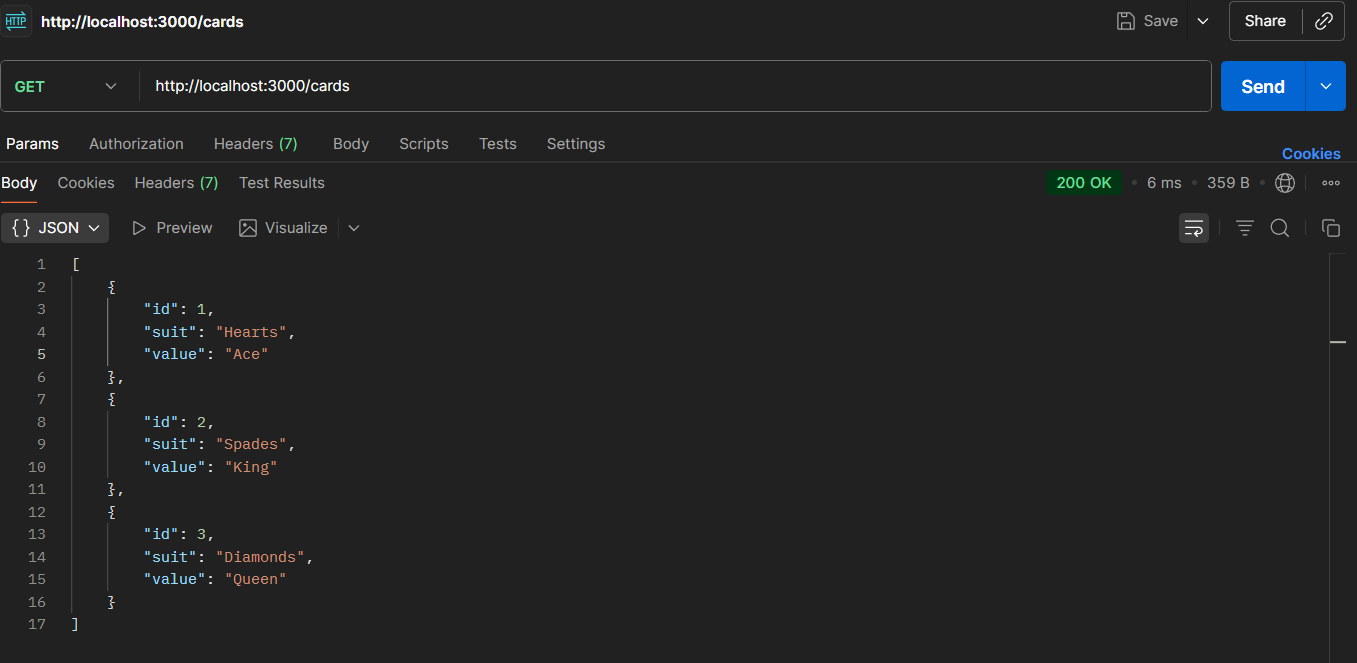 HTTP http://localhost:3000/cards Save Share
GET http://localhost:3000/cards Send
Params Authorization Headers (7) Body Scripts Tests Settings Cookies
Body Cookies Headers (7) Test Results 200 OK • 6 ms • 359 B •
{} JSON Preview Visualize
1 [
2 {
3 "id": 1,
4 "suit": "Hearts",
5 "value": "Ace"
6 },
7 {
8 "id": 2,
9 "suit": "Spades",
10 "value": "King"
11 },
12 {
13 "id": 3,
14 "suit": "Diamonds",
15 "value": "Queen"
16 }
17 ]